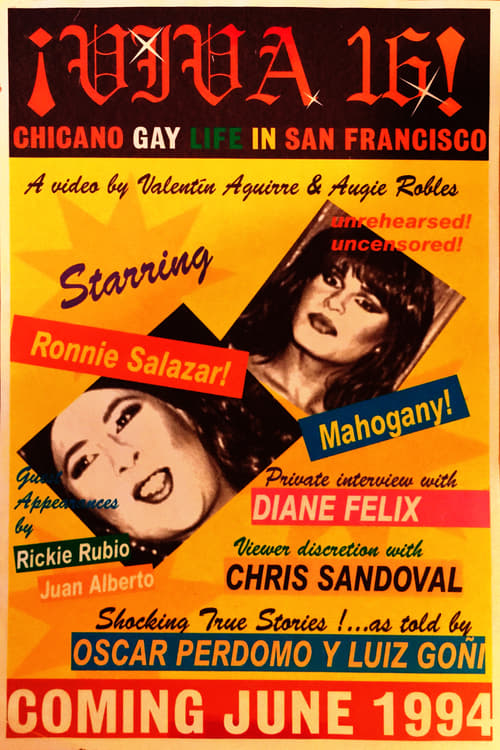 ¡VIVA 16!
CHICANO GAY LIFE IN SAN FRANCISCO
A video by Valentín Aguirre & Augie Robles
unrehearsed!
uncensored!
Starring
Ronnie Salazar!
Mahogany!
Guest
Appearances
by
Rickie Rubio
Juan Alberto
Private interview with
DIANE FELIX
Viewer discretion with
CHRIS SANDOVAL
Shocking True Stories !...as told by
OSCAR PERDOMO Y LUIZ GOÑI
COMING JUNE 1994